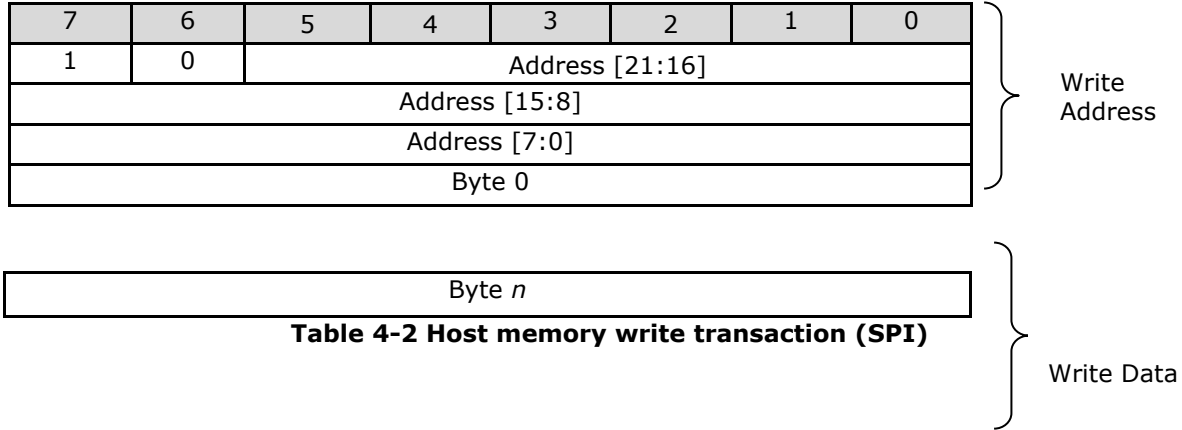 7 6 5 4 3 2 1 0
1 0 Address [21:16]
Address [15:8]
Address [7:0]
Byte 0
Write
Address
Byte n
Table 4-2 Host memory write transaction (SPI)
Write Data